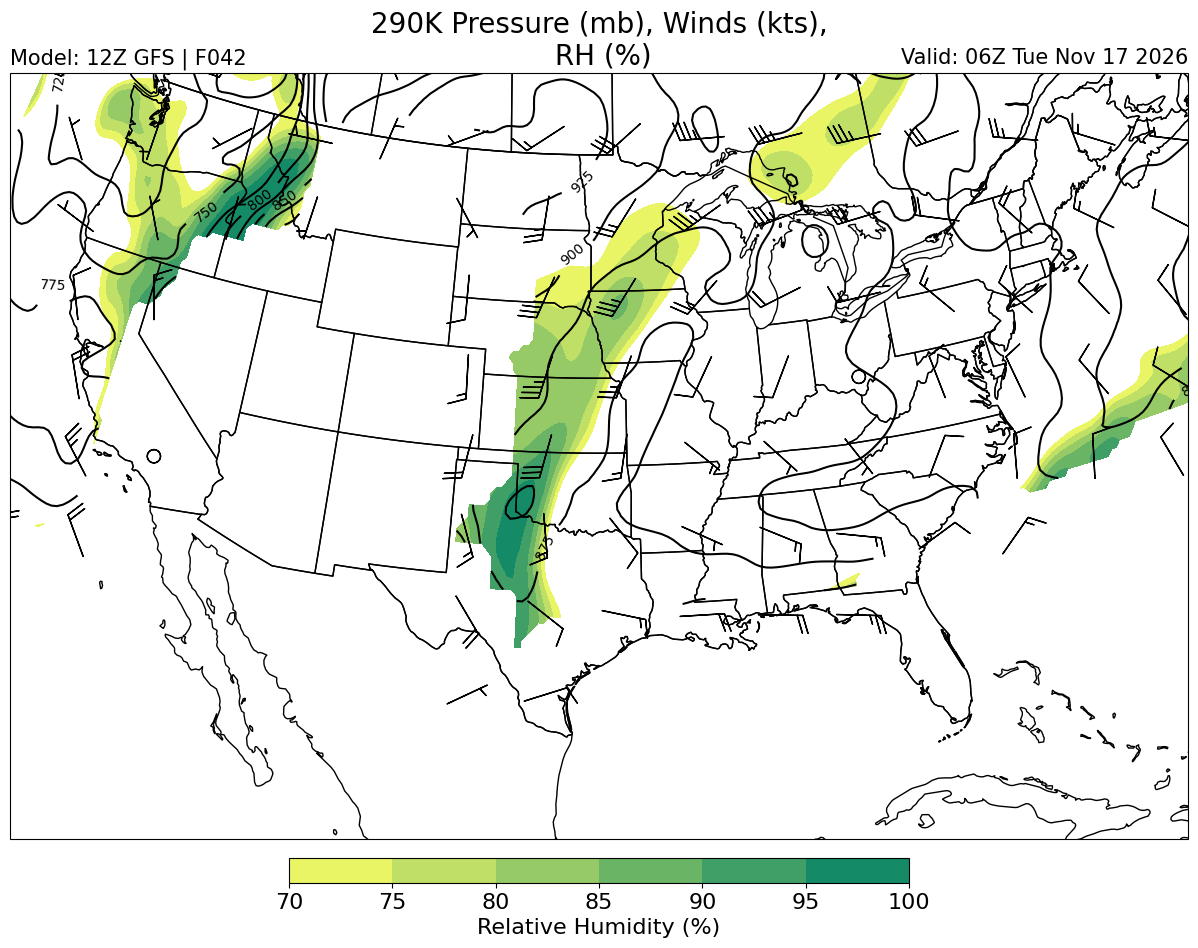 290K Pressure (mb), Winds (kts),
RH (%)
Model: 12Z GFS | F042
Valid: 06Z Tue Nov 17 2026
925
750
800
850
900
775
875
70 75 80 85 90 95 100
Relative Humidity (%)